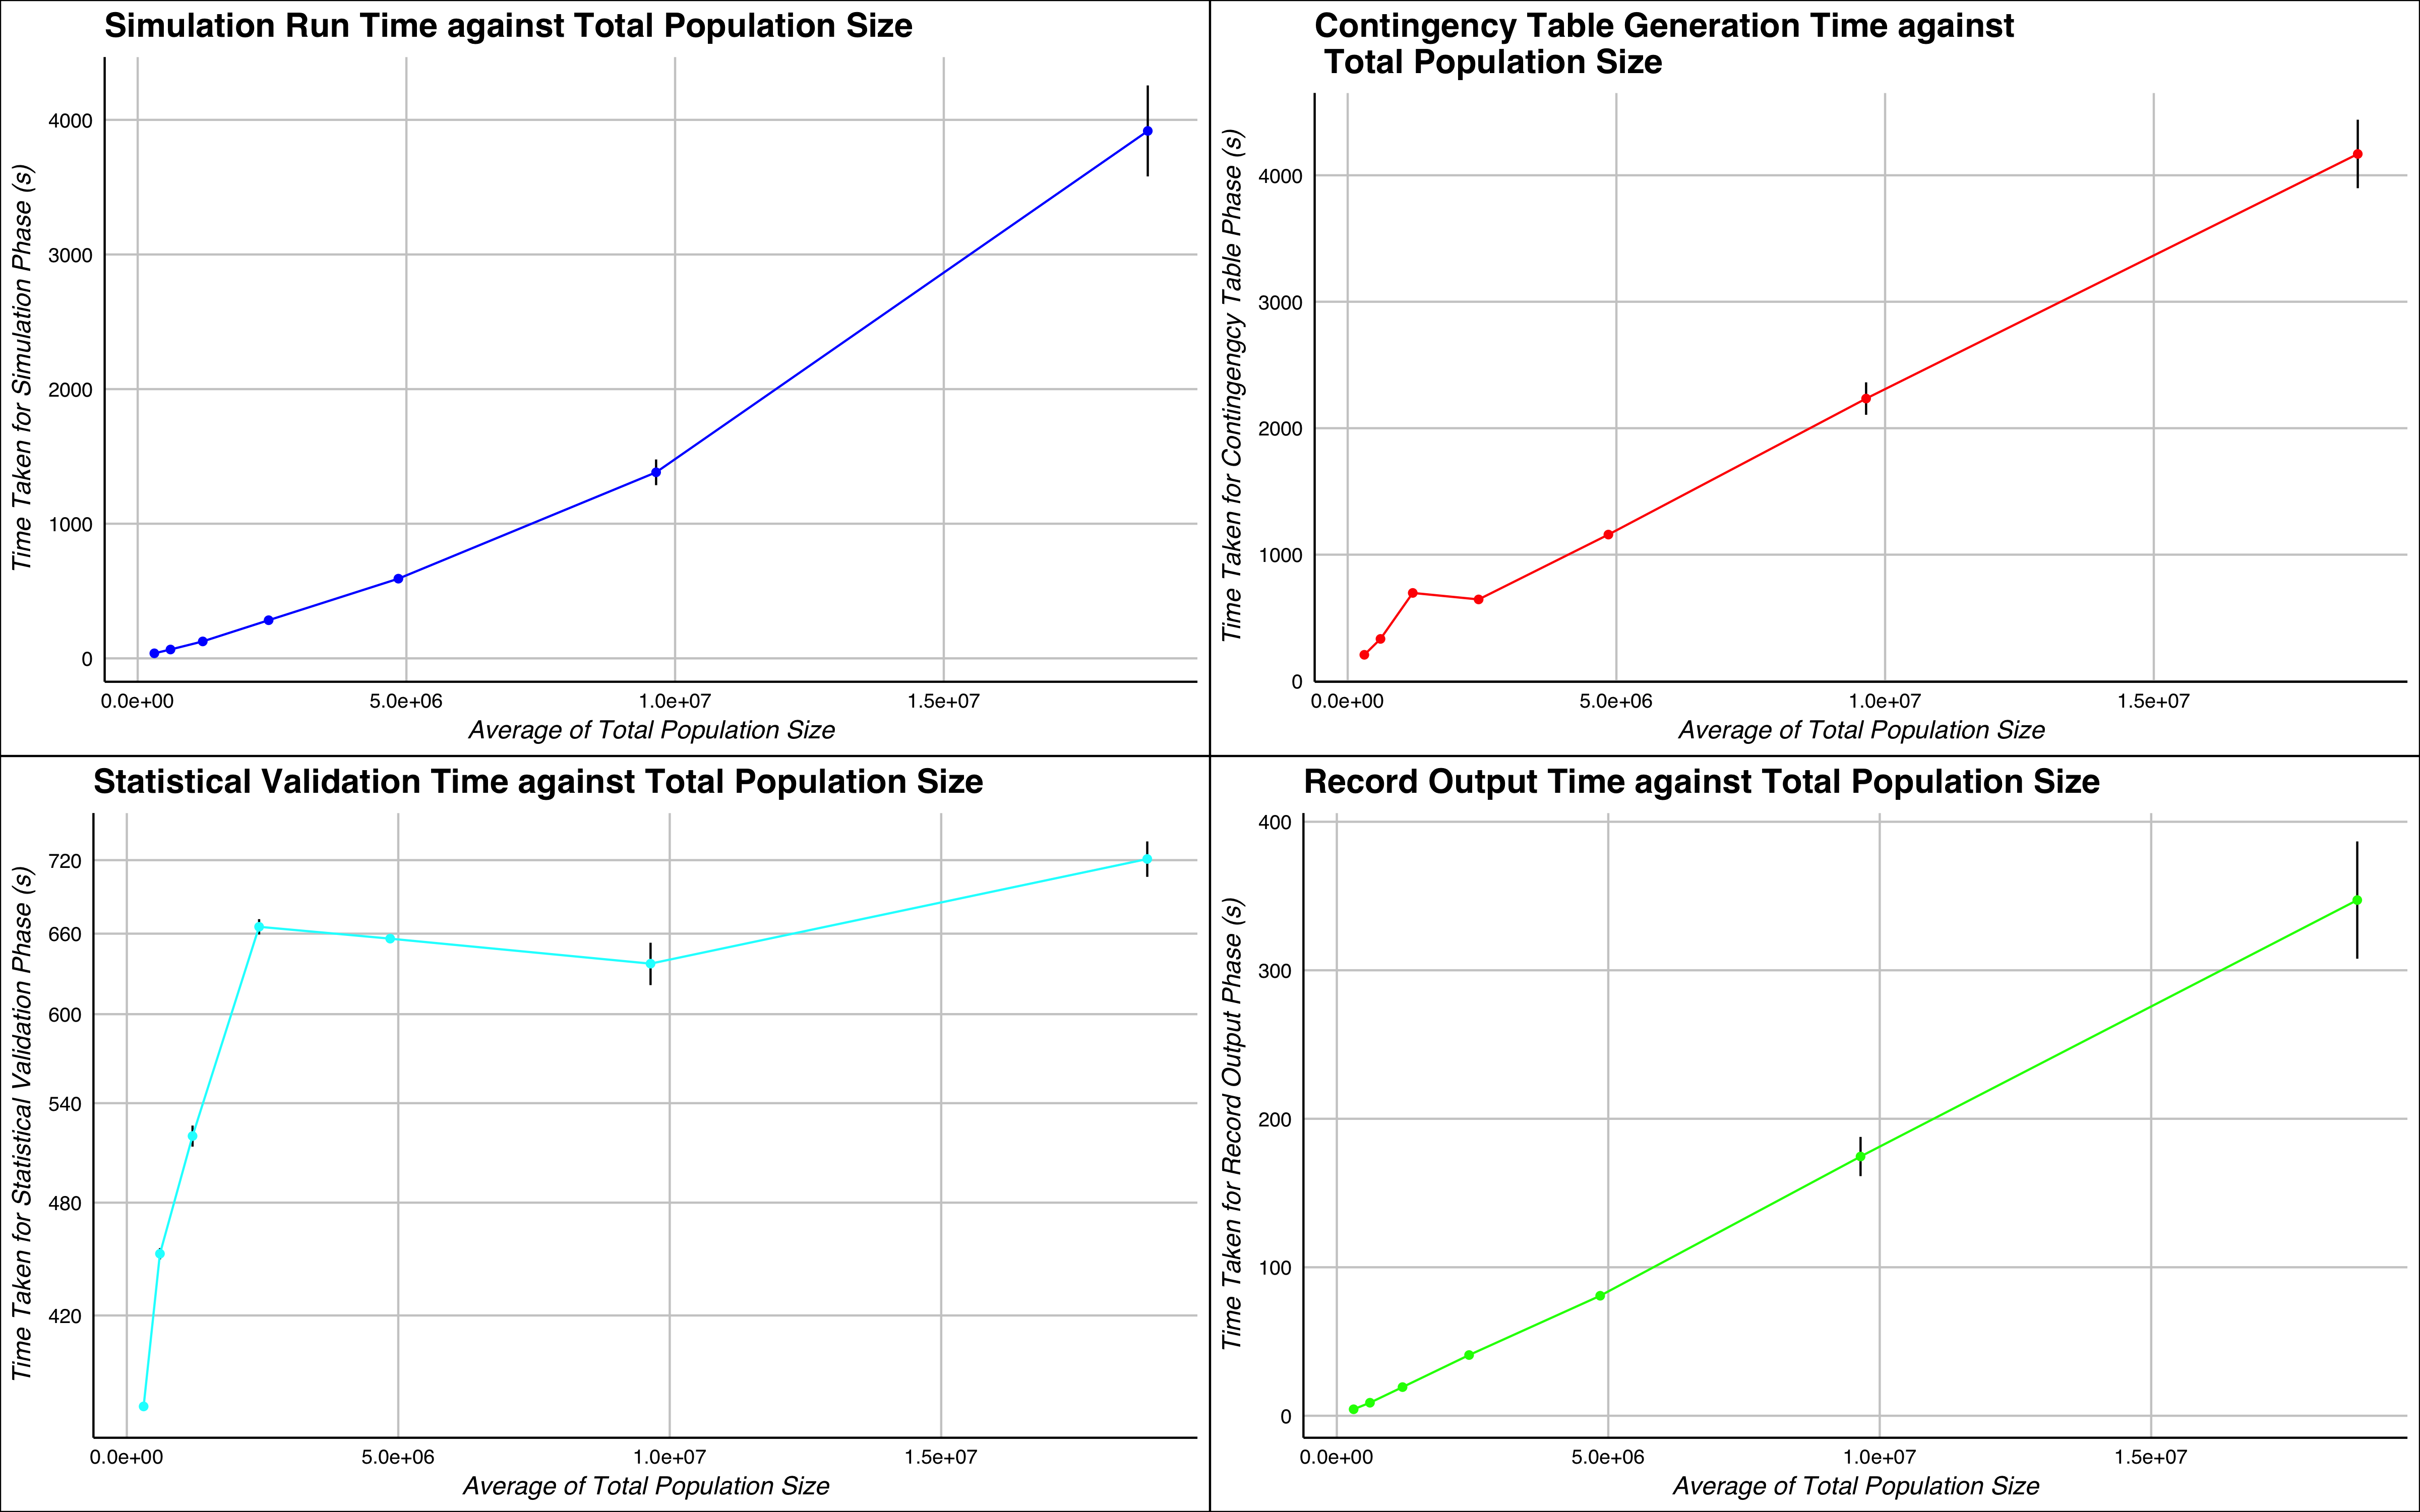 Simulation Run Time against Total Population Size
Time Taken for Simulation Phase (s)
4000
3000
2000
1000
0
0.0e+00 5.0e+06 1.0e+07 1.5e+07
Average of Total Population Size
Contingency Table Generation Time against
Total Population Size
Time Taken for Contingengcy Table Phase (s)
4000
3000
2000
1000
0
0.0e+00 5.0e+06 1.0e+07 1.5e+07
Average of Total Population Size
Statistical Validation Time against Total Population Size
Time Taken for Statistical Validation Phase (s)
720
660
600
540
480
420
0.0e+00 5.0e+06 1.0e+07 1.5e+07
Average of Total Population Size
Record Output Time against Total Population Size
Time Taken for Record Output Phase (s)
400
300
200
100
0
0.0e+00 5.0e+06 1.0e+07 1.5e+07
Average of Total Population Size